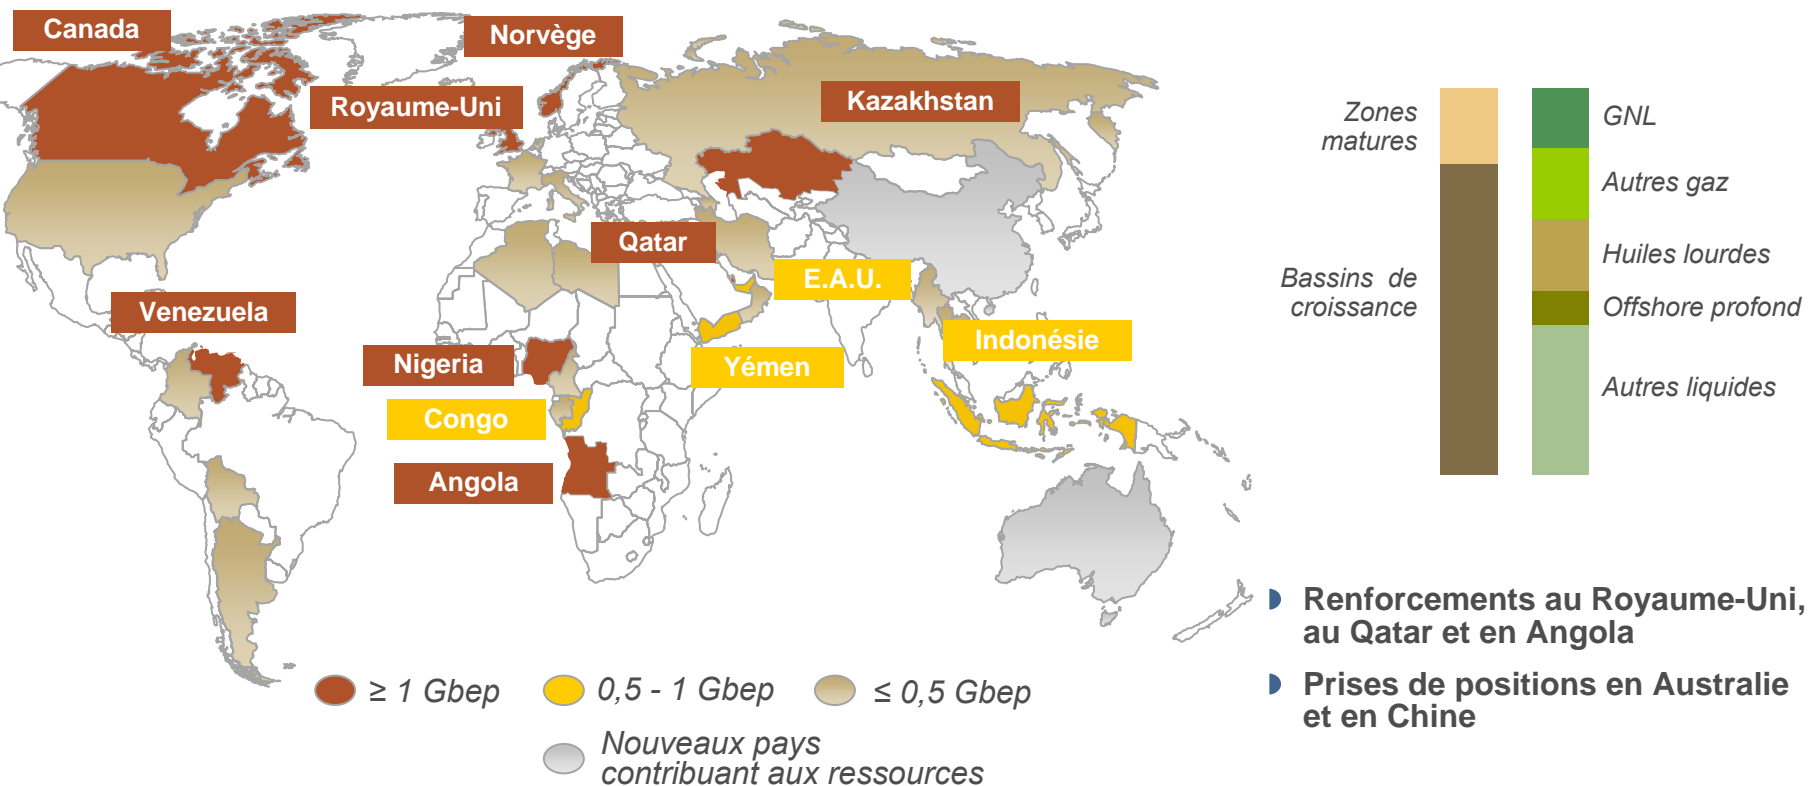 Canada
Norvège
Royaume-Uni
Kazakhstan
Qatar
E.A.U.
Venezuela
Nigeria
Yémen
Indonésie
Congo
Angola
≥ 1 Gbep
0,5 - 1 Gbep
≤ 0,5 Gbep
Nouveaux pays
contribuant aux ressources
Zones
matures
Bassins de
croissance
GNL
Autres gaz
Huiles lourdes
Offshore profond
Autres liquides
Renforcements au Royaume-Uni,
au Qatar et en Angola
Prises de positions en Australie
et en Chine